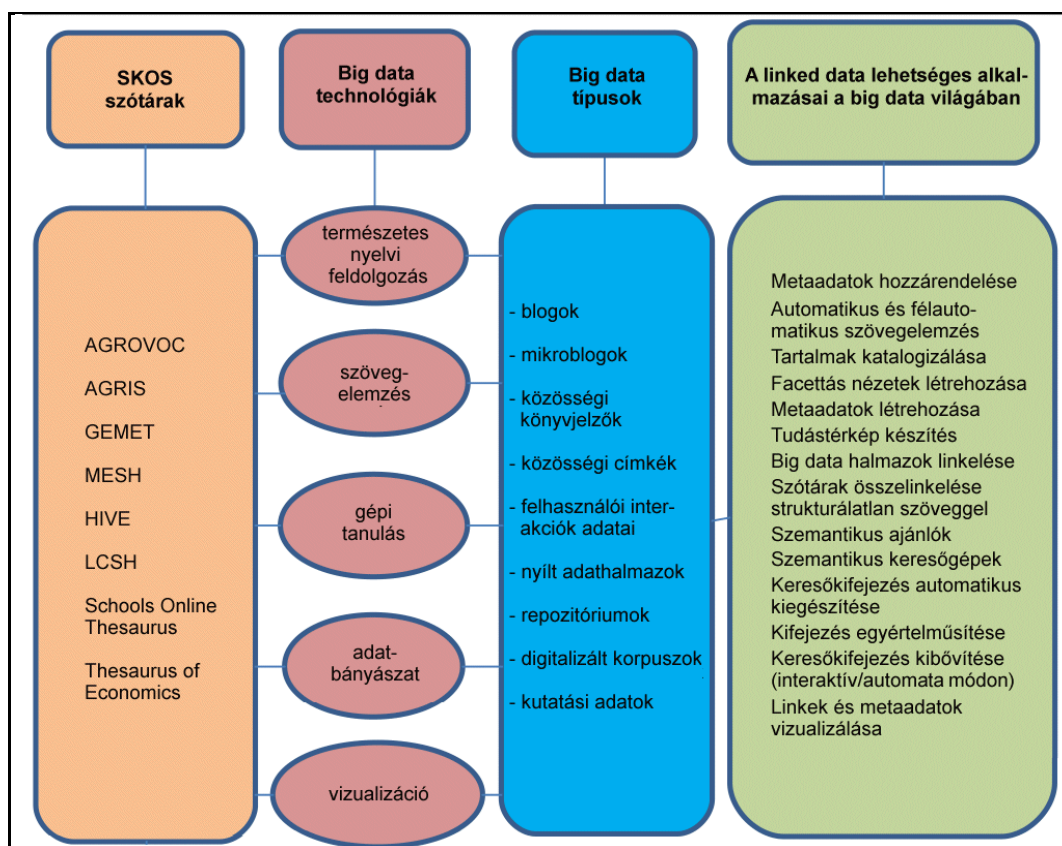 SKOS
szótárak
Big data
technológiák
Big data
típusok
A linked data lehetséges alkal-
mazásai a big data világában
AGROVOC
AGRIS
GEMET
MESH
HIVE
LCSH
Schools Online
Thesaurus
Thesaurus of
Economics
természetes
nyelvi
feldolgozás
szöveg-
elemzés
gépi
tanulás
adat-
bányászat
vizualizáció
- blogok
- mikroblogok
- közösségi
könyvjelzők
- közösségi címkék
- felhasználói inter-
akciók adatai
- nyílt adathalmazok
- repozitóriumok
- digitalizált korpuszok
- kutatási adatok
Metaadatok hozzárendelése
Automatikus és félauto-
matikus szövegelemzés
Tartalmak katalogizálása
Facettás nézetek létrehozása
Metaadatok létrehozása
Tudástérkép készítés
Big data halmazok linkelése
Szótárak összelinkelése
strukturálatlan szöveggel
Szemantikus ajánlók
Szemantikus keresőgépek
Keresőkifejezés automatikus
kiegészítése
Kifejezés egyértelműsítése
Keresőkifejezés kibővítése
(interaktív/automata módon)
Linkek és metaadatok
vizualizálása